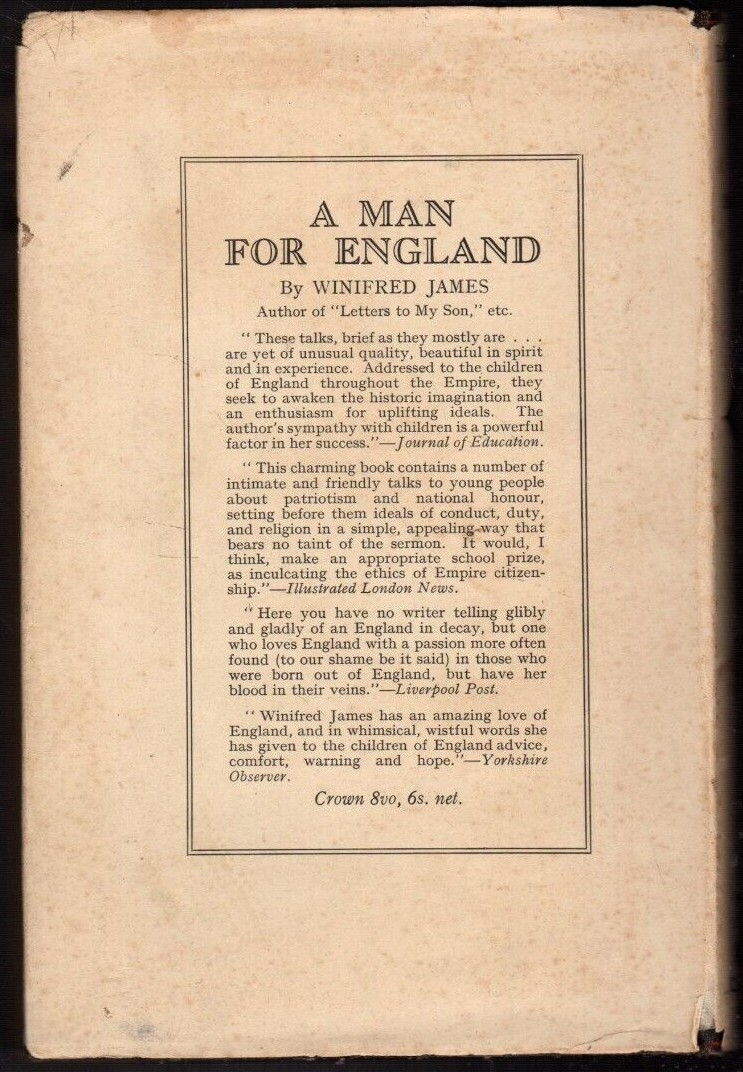 A MAN
FOR ENGLAND
By WINIFRED JAMES
Author of "Letters to My Son," etc.
"These talks, brief as they mostly are . . .
are yet of unusual quality, beautiful in spirit
and in experience. Addressed to the children
of England throughout the Empire, they
seek to awaken the historic imagination and
an enthusiasm for uplifting ideals. The
author's sympathy with children is a powerful
factor in her success."—Journal of Education.
"This charming book contains a number of
intimate and friendly talks to young people
about patriotism and national honour,
setting before them ideals of conduct, duty,
and religion in a simple, appealing way that
bears no taint of the sermon. It would, I
think, make an appropriate school prize,
as inculcating the ethics of Empire citizen-
ship."—Illustrated London News.
"Here you have no writer telling glibly
and gladly of an England in decay, but one
who loves England with a passion more often
found (to our shame be it said) in those who
were born out of England, but have her
blood in their veins."—Liverpool Post.
"Winifred James has an amazing love of
England, and in whimsical, wistful words she
has given to the children of England advice,
comfort, warning and hope."—Yorkshire
Observer.
Crown 8vo, 6s. net.